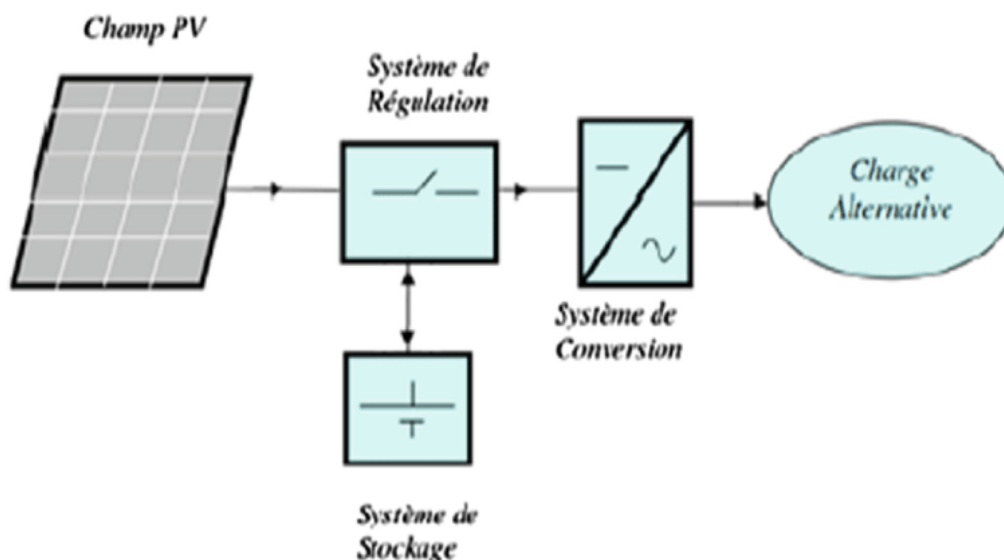 Champ PV
Système de
Régulation
Charge
Alternative
Système de
Conversion
Système de
Stockage